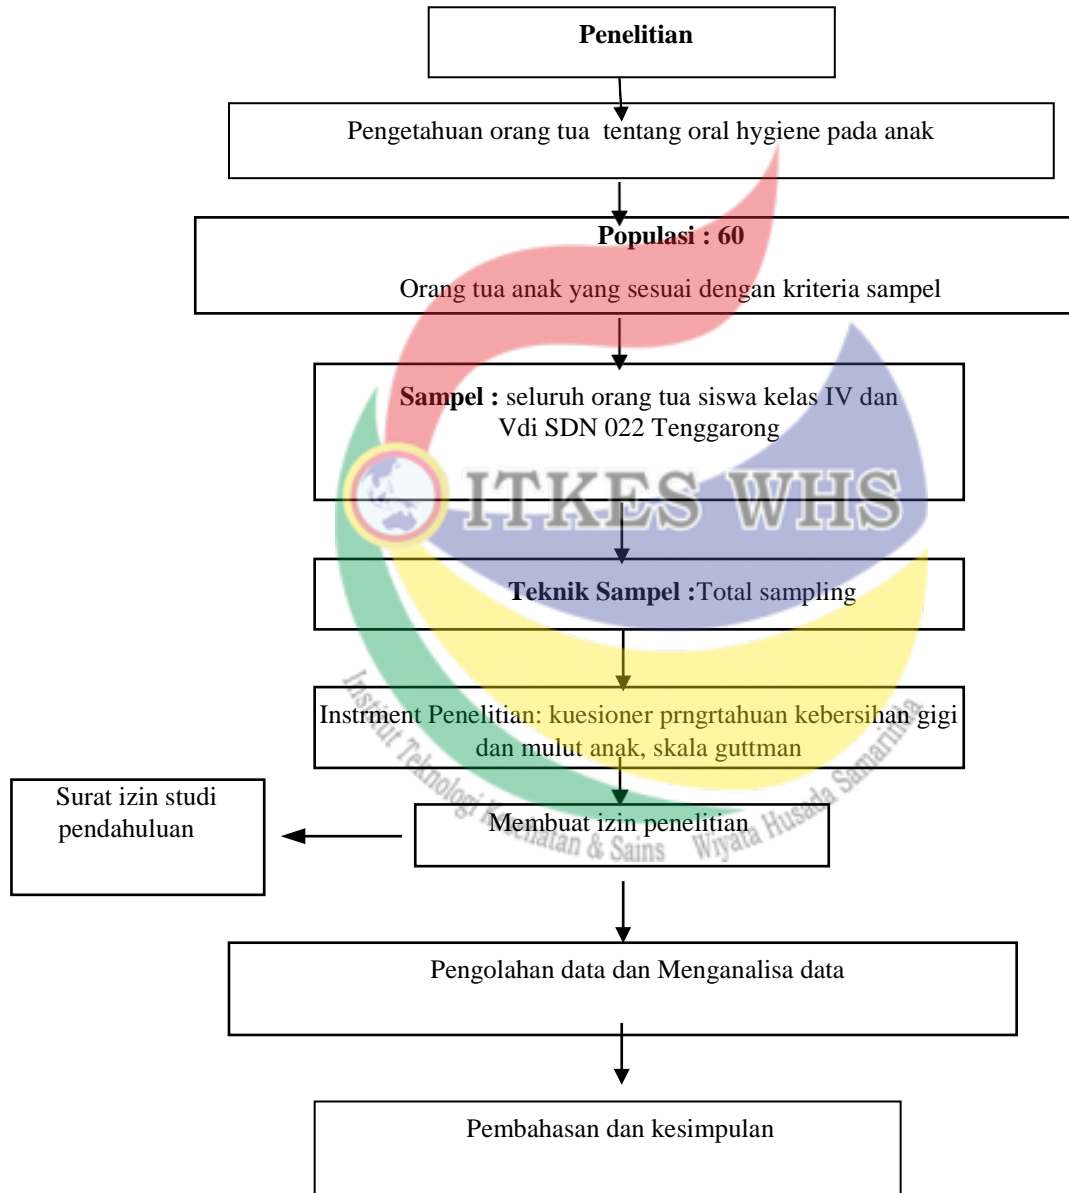 Penelitian
Pengetahuan orang tua tentang oral hygiene pada anak
Populasi : 60
Orang tua anak yang sesuai dengan kriteria sampel
Sampel : seluruh orang tua siswa kelas IV dan
Vdi SDN 022 Tenggarong
ITKES WHS
Teknik Sampel :Total sampling
Instrment Penelitian: kuesioner prngrtahuan kebersihan gigi
dan mulut anak, skala guttman
Surat izin studi
pendahuluan
Membuat izin penelitian
Institut Teknologi Kesehatan & Sains Wiyata Husada Samarinda
Pengolahan data dan Menganalisa data
Pembahasan dan kesimpulan